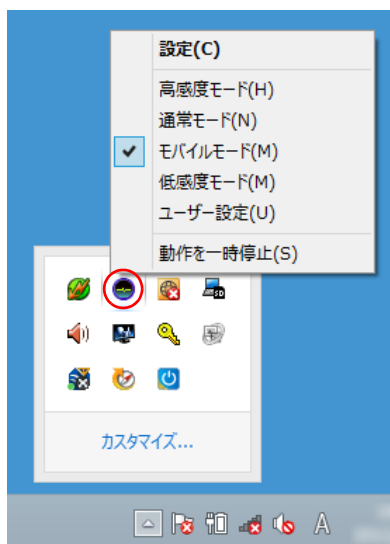 設定(C)
高感度モード(H)
通常モード(N)
モバイルモード(M)
低感度モード(M)
ユーザー設定(U)
動作を一時停止(S)
SD
カスタマイズ...
A